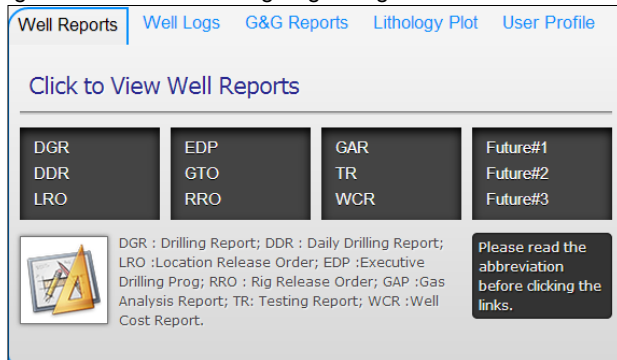 Well Reports Well Logs G&G Reports Lithology Plot User Profile
Click to View Well Reports
DGR EDP GAR Future#1
DDR GTO TR Future#2
LRO RRO WCR Future#3
DGR : Drilling Report; DDR : Daily Drilling Report;
LRO :Location Release Order; EDP :Executive
Drilling Prog; RRO : Rig Release Order; GAP :Gas
Analysis Report; TR: Testing Report; WCR :Well
Cost Report.
Please read the
abbreviation
before clicking the
links.